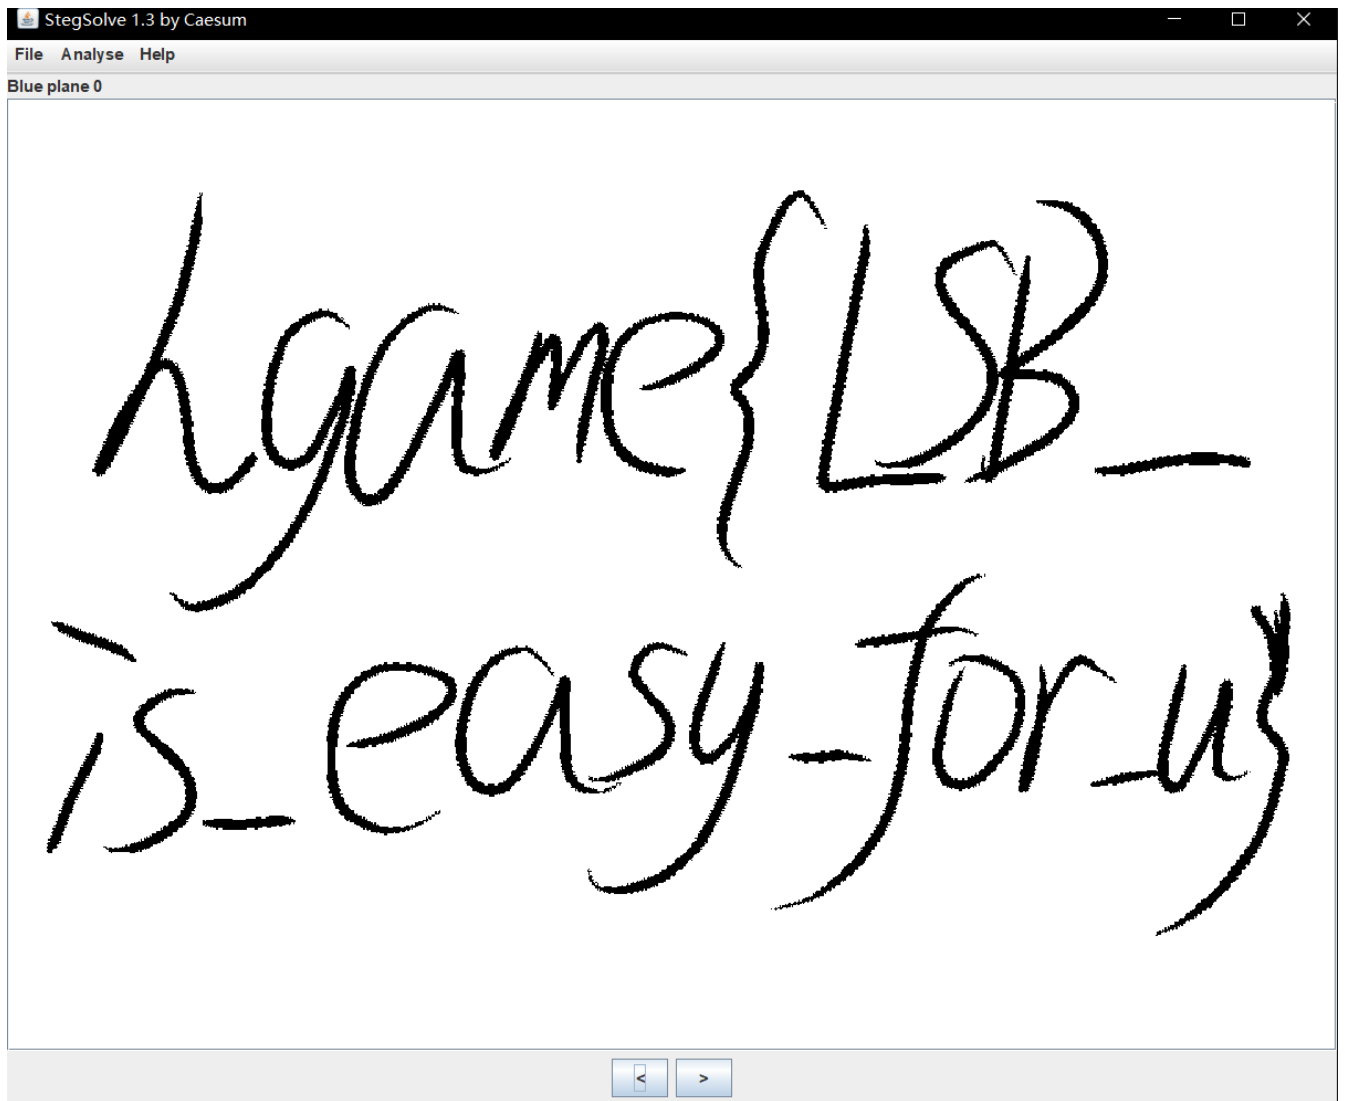 StegSolve 1.3 by Caesum
File Analyse Help
Blue plane 0
hgame{LSB_
is_easy_for_u}
< >